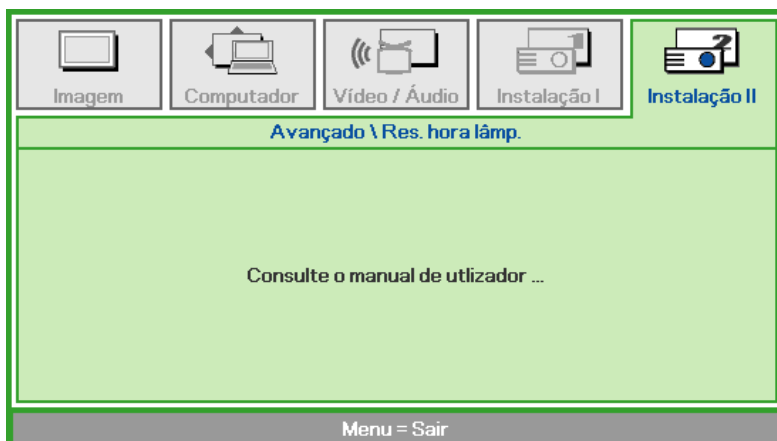 Imagem
Computador
Vídeo / Áudio
Instalação I
Instalação II
Avançado \ Res. hora lâmp.
Consulte o manual de utlizador ...
Menu = Sair